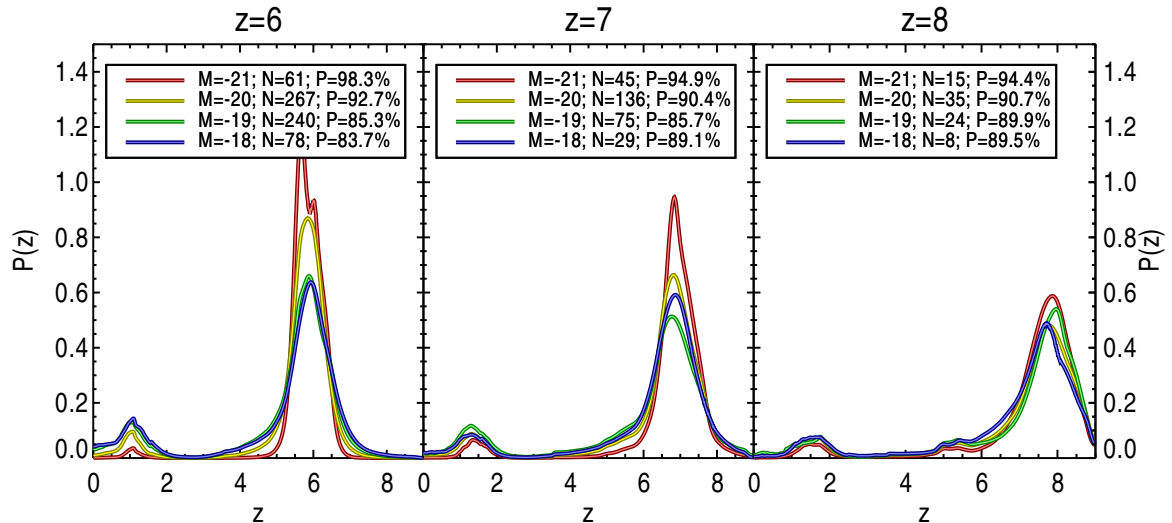 z=6 z=7 z=8
M=-21; N=61; P=98.3%
M=-20; N=267; P=92.7%
M=-19; N=240; P=85.3%
M=-18; N=78; P=83.7%
M=-21; N=45; P=94.9%
M=-20; N=136; P=90.4%
M=-19; N=75; P=85.7%
M=-18; N=29; P=89.1%
M=-21; N=15; P=94.4%
M=-20; N=35; P=90.7%
M=-19; N=24; P=89.9%
M=-18; N=8; P=89.5%
1.4 1.4
1.2 1.2
1.0 1.0
0.8 0.8
0.6 0.6
0.4 0.4
0.2 0.2
0.0 0.0
P(z) P(z)
0 2 4 6 8 0 2 4 6 8 0 2 4 6 8
z z z